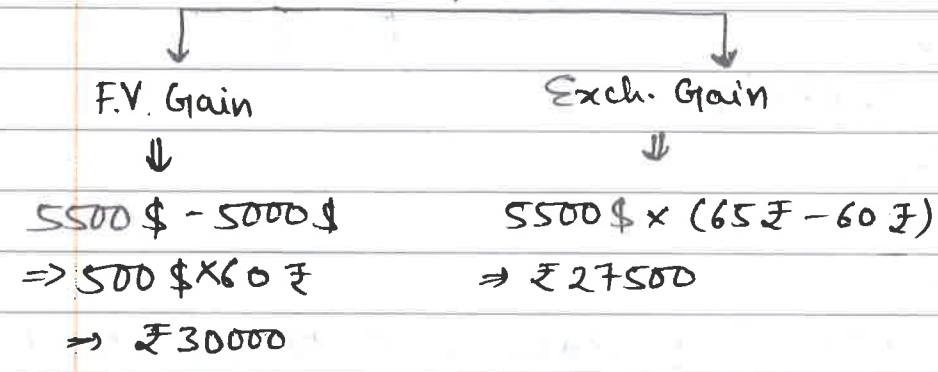 F.V. Gain
Exch. Gain
⇓
⇓
5500 $ - 5000 $
5500 $ × (65₹ - 60₹)
=> 500 $ × 60 ₹
⇒ ₹27500
⇒ ₹30000